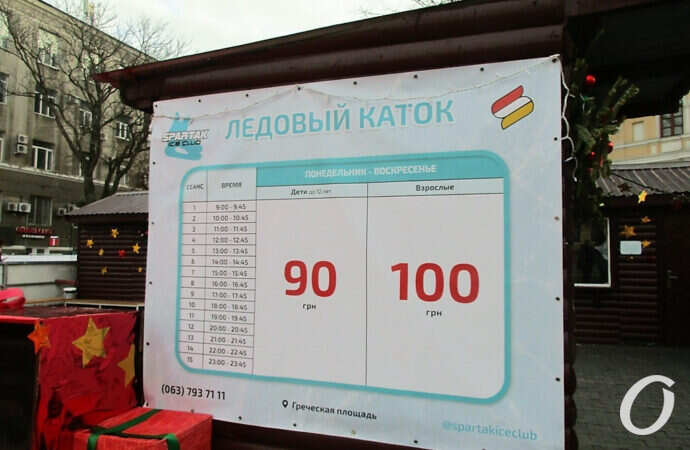 SPARTAK
ICE CLUB
ЛЕДОВЫЙ КАТОК
СЕАНС
ВРЕМЯ
ПОНЕДЕЛЬНИК - ВОСКРЕСЕНЬЕ
Дети до 12 лет
Взрослые
1 9:00 - 9:45
2 10:00 - 10:45
3 11:00 - 11:45
4 12:00 - 12:45
5 13:00 - 13:45
6 14:00 - 14:45
7 15:00 - 15:45
8 16:00 - 16:45
9 17:00 - 17:45
10 18:00 - 18:45
11 19:00 - 19:45
12 20:00 - 20:45
13 21:00 - 21:45
14 22:00 - 22:45
15 23:00 - 23:45
90
грн
100
грн
(063) 793 71 11
Греческая площадь
@spartakiceclub